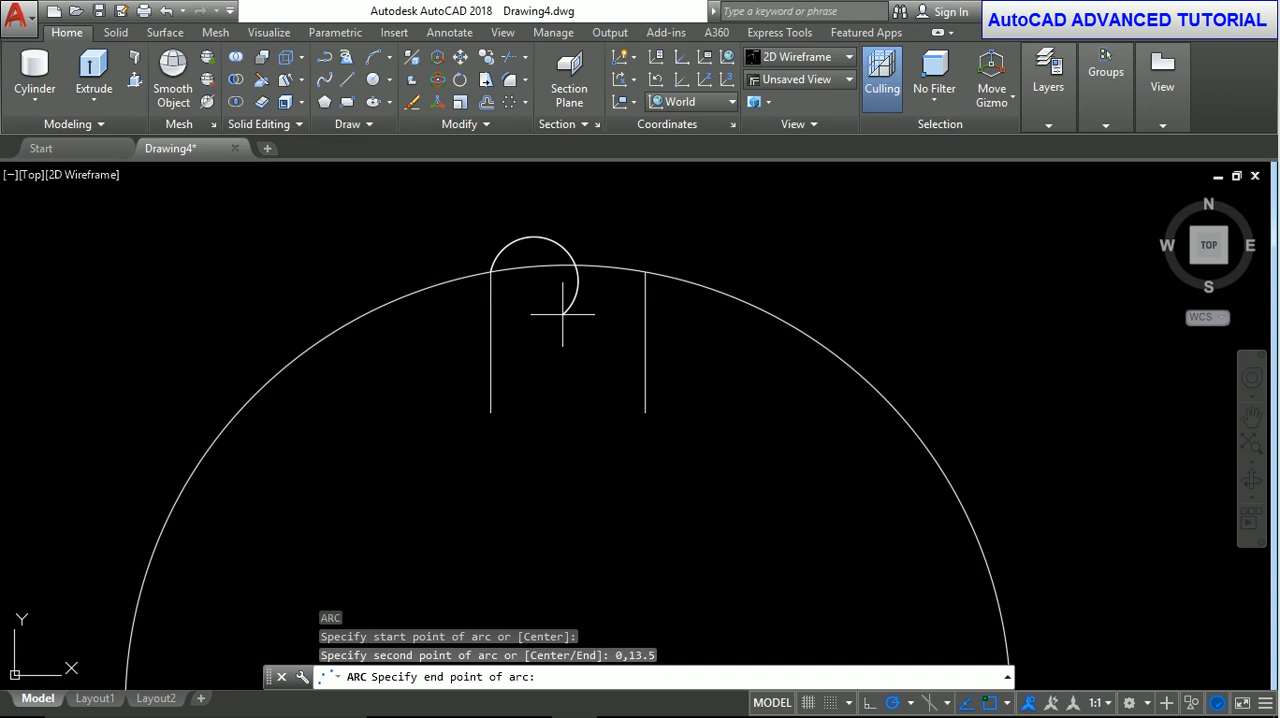 Autodesk AutoCAD 2018 Drawing4.dwg
Type a keyword or phrase
Sign In
AutoCAD ADVANCED TUTORIAL
Home Solid Surface Mesh Visualize Parametric Insert Annotate View Manage Output Add-ins A360 Express Tools Featured Apps
2D Wireframe
Unsaved View
World
Cylinder Extrude Smooth Object Section Plane Culling No Filter Move Gizmo Layers Groups View
Modeling Mesh Solid Editing Draw Modify Section Coordinates View Selection
Start Drawing4*
[−][Top][2D Wireframe]
N
W TOP E
S
WCS
Y
X
ARC
Specify start point of arc or [Center]:
Specify second point of arc or [Center/End]: 0,13.5
ARC Specify end point of arc:
Model Layout1 Layout2 +
MODEL 1:1